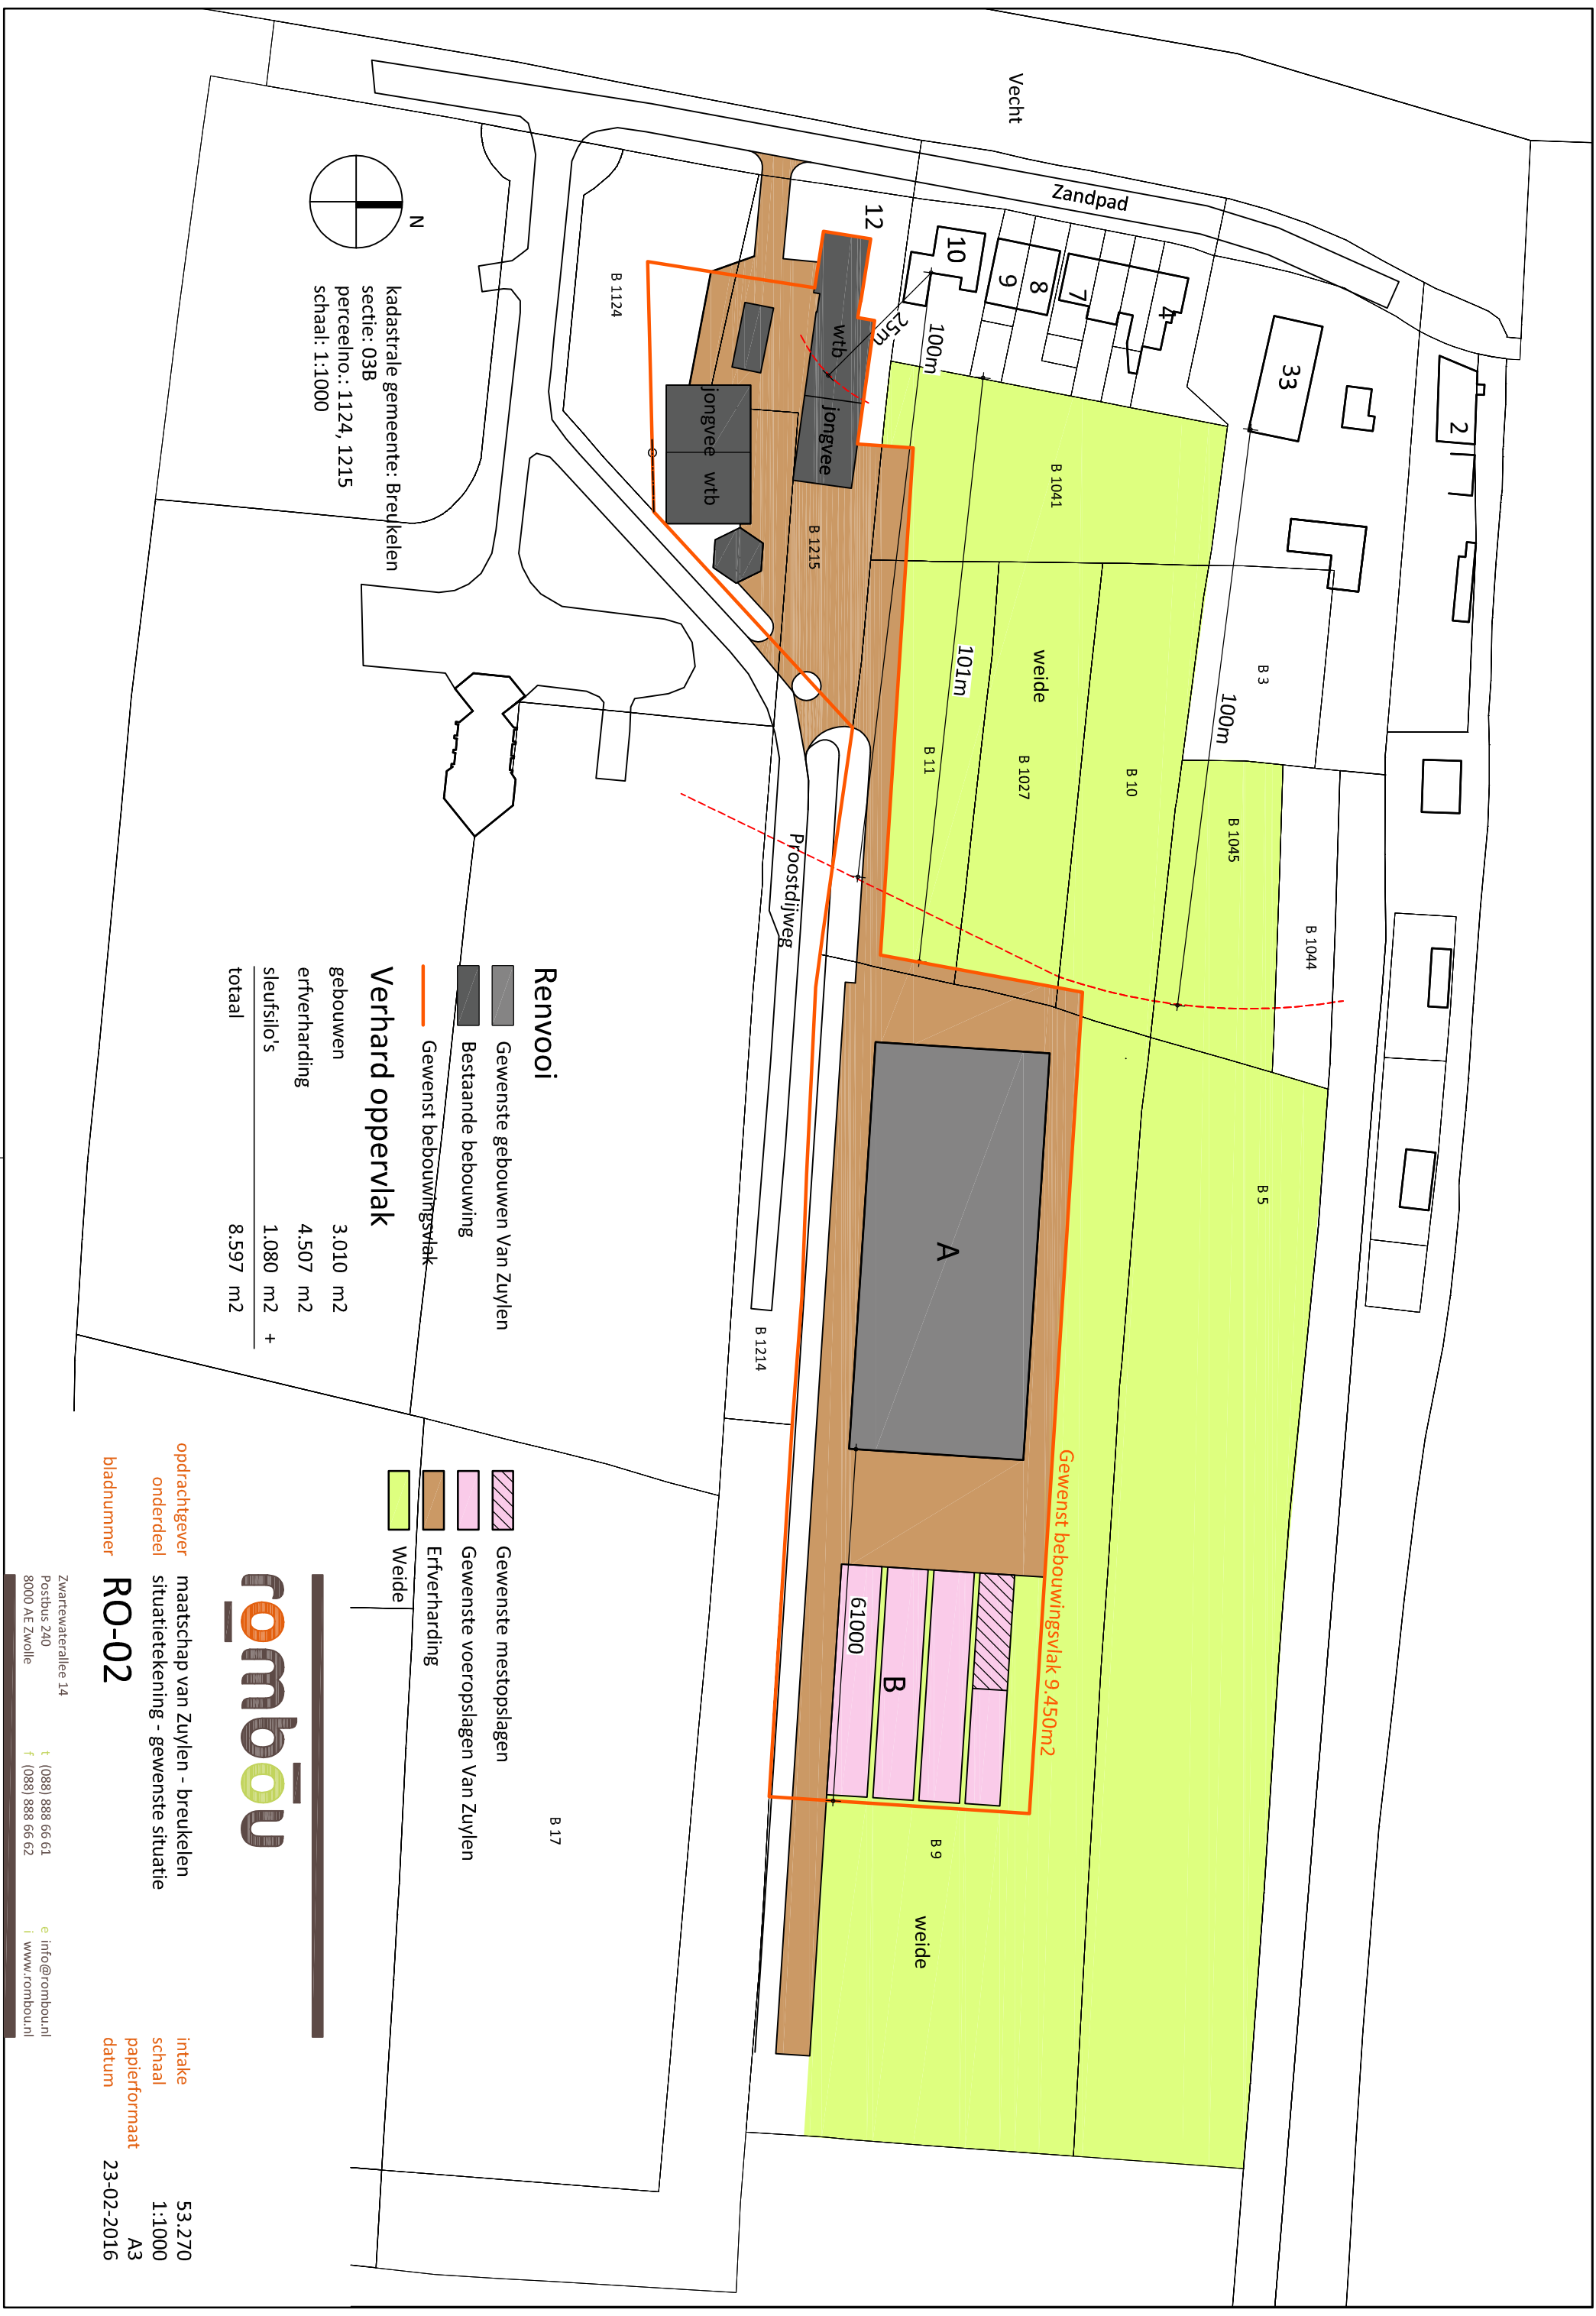 Vecht
Zandpad
12
10
9
8
7
4
33
2
25m
100m
101m
100m
wtb
jongvee
jongvee
wtb
B 1124
B 1215
B 1041
B 3
weide
B 11
B 1027
B 10
B 1045
B 1044
B 5
Proostdijweg
B 1214
A
Gewenst bebouwingsvlak 9.450m2
61000
B
B 9
weide
B 17
N
kadastrale gemeente: Breukelen
sectie: 03B
perceelno.: 1124, 1215
schaal: 1:1000
Renvooi
Gewenste gebouwen Van Zuylen
Bestaande bebouwing
Gewenst bebouwingsvlak
Gewenste mestopslagen
Gewenste voeropslagen Van Zuylen
Erfverharding
Weide
Verhard oppervlak
gebouwen 3.010 m2
erfverharding 4.507 m2
sleufsilo's 1.080 m2 +
totaal 8.597 m2
rombou
opdrachtgever maatschap van Zuylen - breukelen
onderdeel situatietekening - gewenste situatie
bladnummer RO-02
intake 53.270
schaal 1:1000
papierformaat A3
datum 23-02-2016
Zwartewaterallee 14 t (088) 888 66 61 e info@rombou.nl
Postbus 240 f (088) 888 66 62 i www.rombou.nl
8000 AE Zwolle